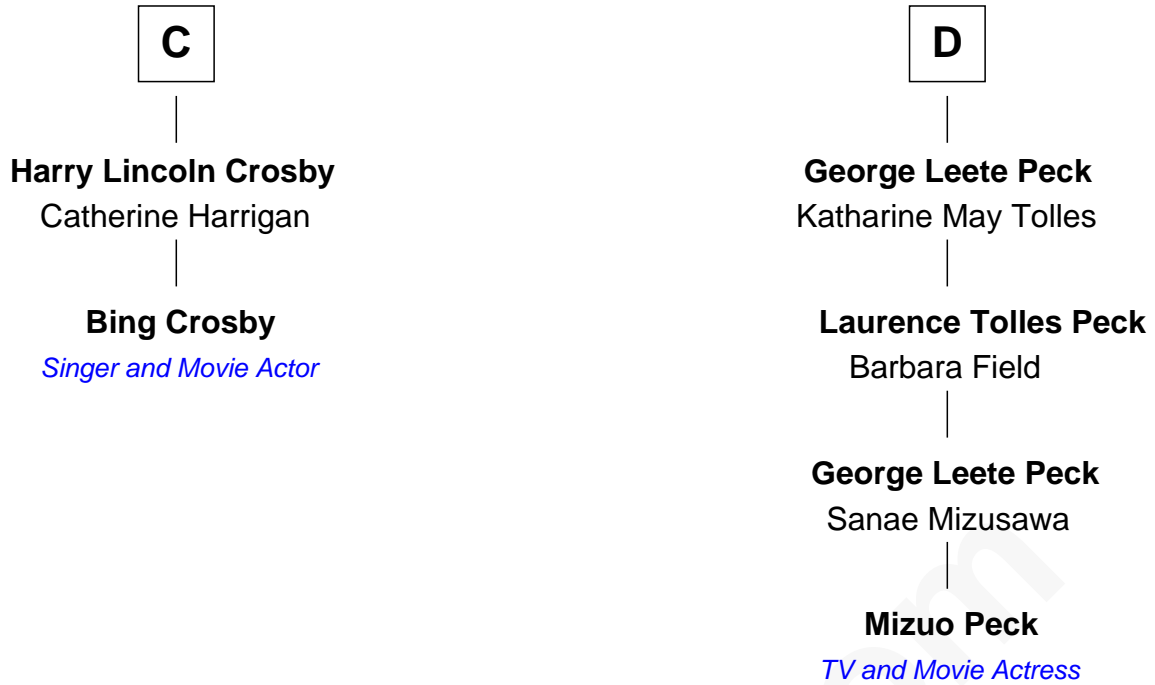 C
Harry Lincoln Crosby
Catherine Harrigan
Bing Crosby
Singer and Movie Actor
D
George Leete Peck
Katharine May Tolles
Laurence Tolles Peck
Barbara Field
George Leete Peck
Sanae Mizusawa
Mizuo Peck
TV and Movie Actress
om